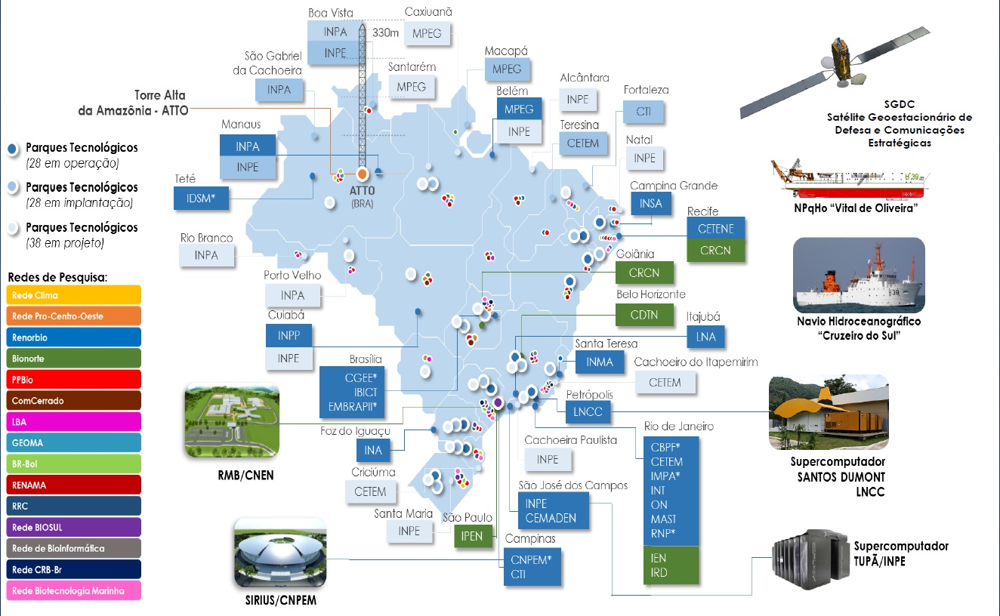 Boa Vista
INPA
INPE
330m
Caxiuanã
MPEG
São Gabriel
da Cachoeira
INPA
Santarém
MPEG
Macapá
MPEG
Belém
MPEG
INPE
Alcântara
INPE
Teresina
CETEM
Fortaleza
CTI
Natal
INPE
Campina Grande
INSA
Recife
CETENE
CRCN
Torre Alta
da Amazônia - ATTO
Manaus
INPA
INPE
Tefé
IDSM*
ATTO
(BRA)
Rio Branco
INPA
Porto Velho
INPA
Cuiabá
INPP
INPE
Goiânia
CRCN
Belo Horizonte
CDTN
Itajubá
LNA
Santa Teresa
INMA
Cachoeiro do Itapemirim
CETEM
Brasília
CGEE*
IBICT
EMBRAPII*
Petrópolis
LNCC
Foz do Iguaçu
INA
Criciúma
CETEM
Santa Maria
INPE
São Paulo
IPEN
Cachoeira Paulista
INPE
São José dos Campos
INPE
CEMADEN
Campinas
CNPEM*
CTI
Rio de Janeiro
CBPF*
CETEM
IMPA*
INT
ON
MAST
RNP*
IEN
IRD
Parques Tecnológicos
(28 em operação)
Parques Tecnológicos
(28 em implantação)
Parques Tecnológicos
(38 em projeto)
Redes de Pesquisa:
Rede Clima
Rede Pro-Centro-Oeste
Renorbio
Bionorte
PPBio
ComCerrado
LBA
GEOMA
BR-Bol
RENAMA
RRC
Rede BIOSUL
Rede de Bioinformática
Rede CRB-Br
Rede Biotecnologia Marinha
RMB/CNEN
SIRIUS/CNPEM
SGDC
Satélite Geoestacionário de
Defesa e Comunicações
Estratégicas
H 39
NPqHo “Vital de Oliveira”
H 38
Navio Hidroceanográfico
“Cruzeiro do Sul”
Supercomputador
SANTOS DUMONT
LNCC
Supercomputador
TUPÃ/INPE